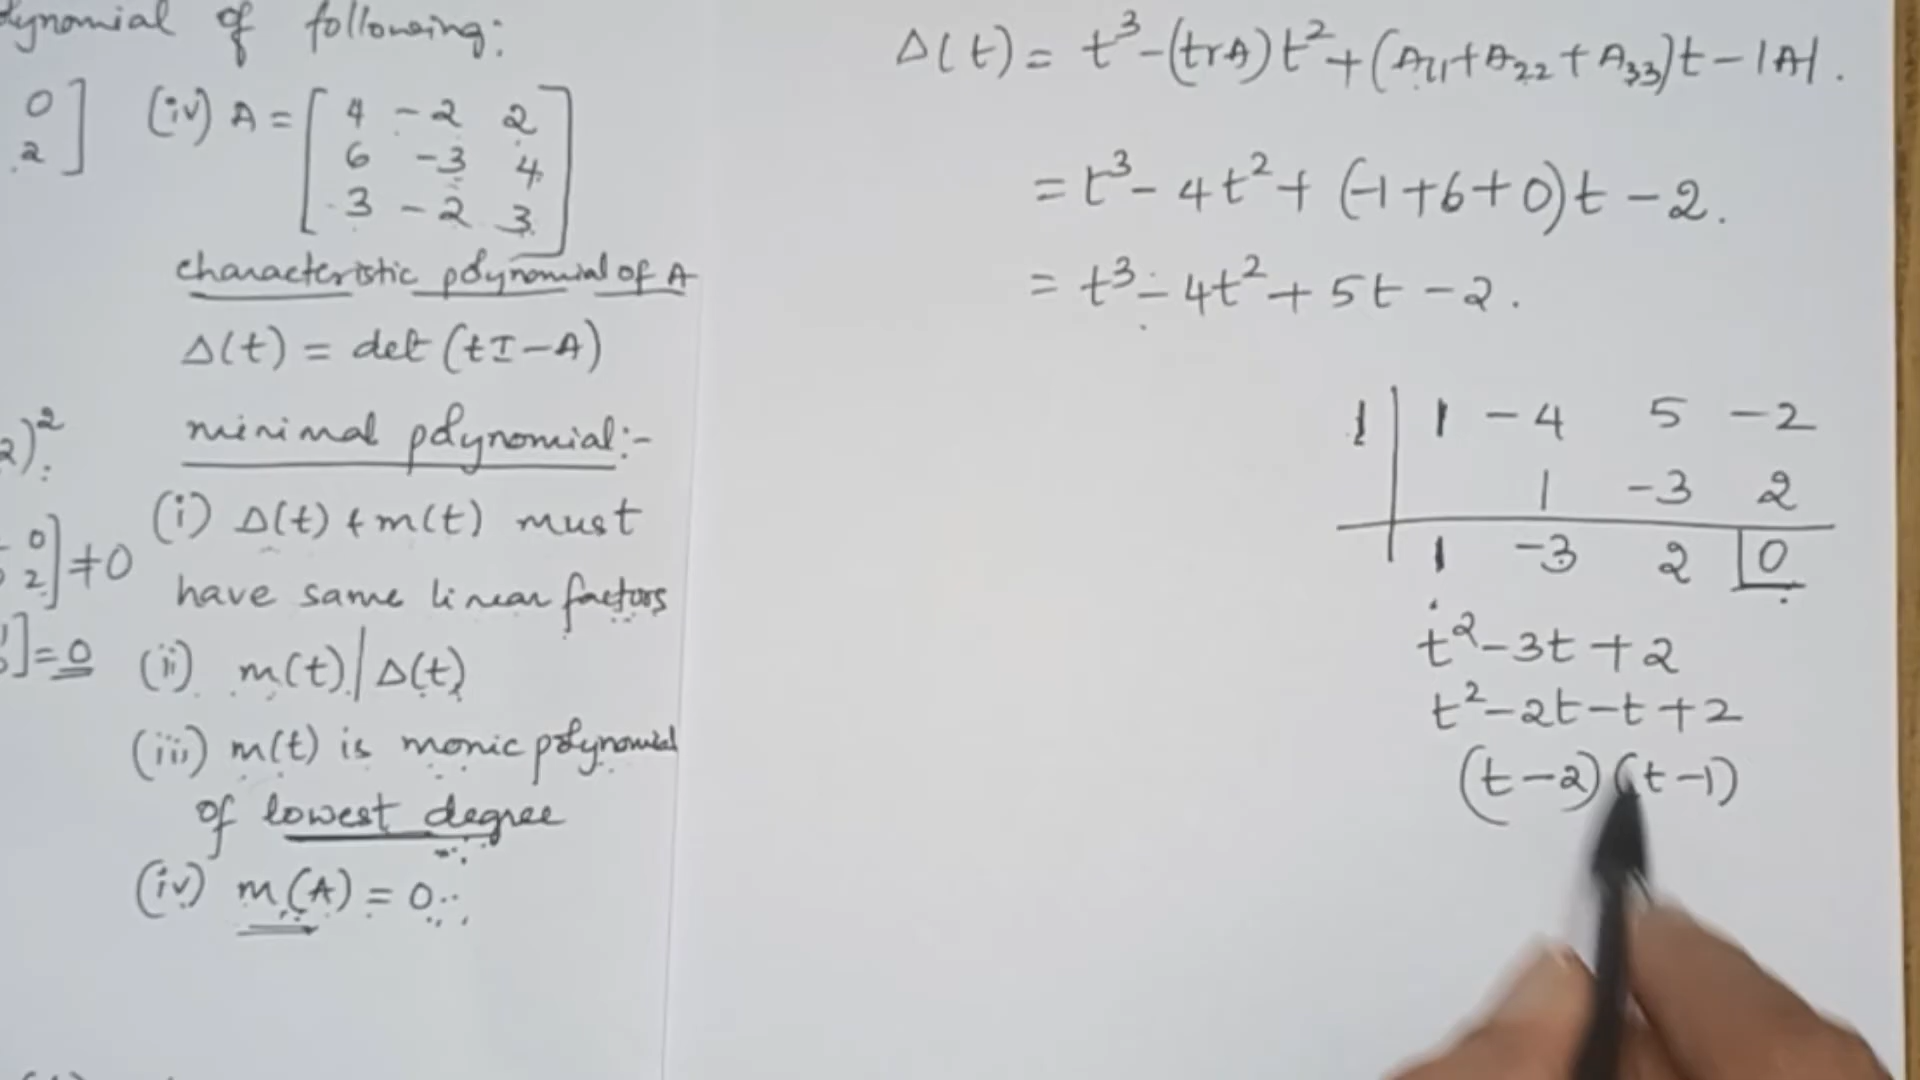 of following:
0
2 ]
(iv) A = [ 4 -2 2
6 -3 4
3 -2 3 ]
characteristic polynomial of A
Δ(t) = det (tI-A)
minimal polynomial:-
2)²
(i) Δ(t) & m(t) must
0
2 ] ≠0
have same linear factors
]=0
(ii) m(t) | Δ(t)
(iii) m(t) is monic polynomial
of lowest degree
(iv) m(A) = 0
Δ(t) = t³-(trA)t²+(A₁₁+A₂₂+A₃₃)t-|A|.
= t³- 4t²+ (-1+6+0)t -2.
= t³- 4t²+ 5t -2.
1 | 1 -4 5 -2
1 -3 2
1 -3 2 0
t²-3t+2
t²-2t-t+2
(t-2)(t-1)